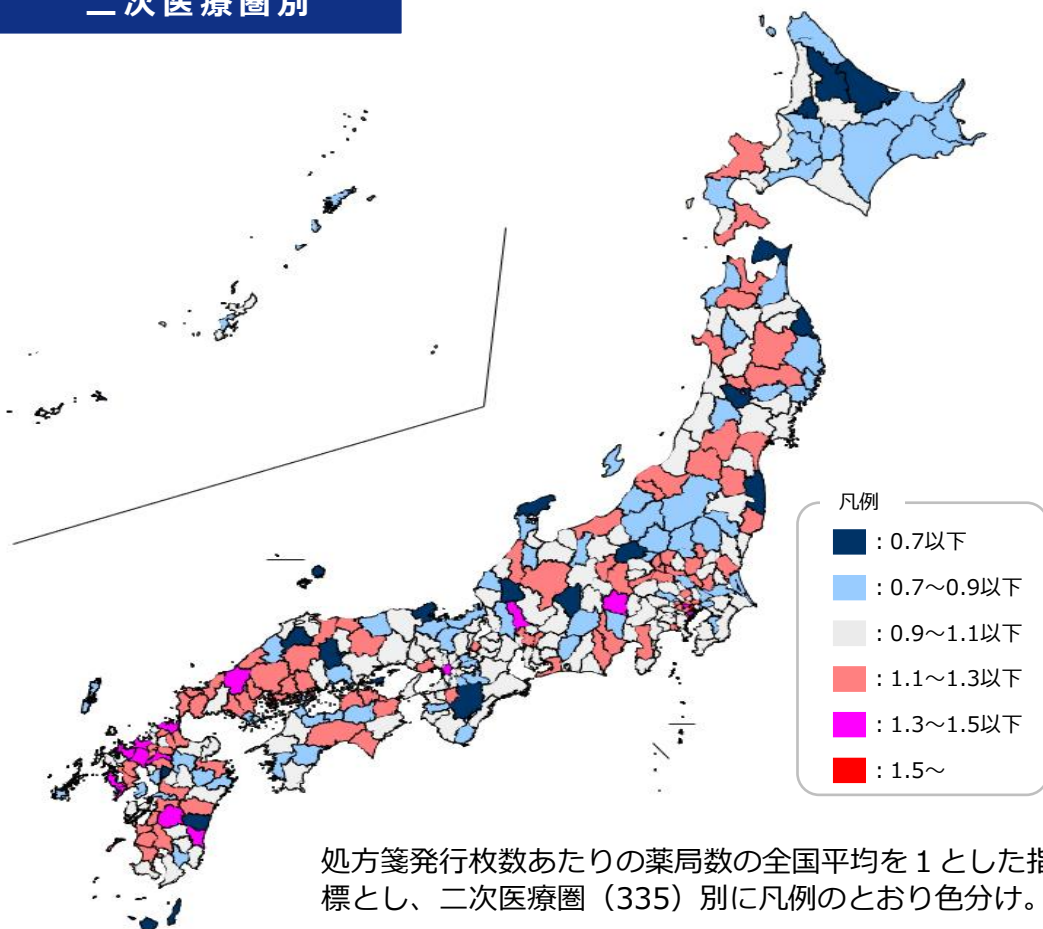 二次医療圏別
凡例
：0.7以下
：0.7～0.9以下
：0.9～1.1以下
：1.1～1.3以下
：1.3～1.5以下
：1.5～
処方箋発行枚数あたりの薬局数の全国平均を１とした指
標とし、二次医療圏（335）別に凡例のとおり色分け。